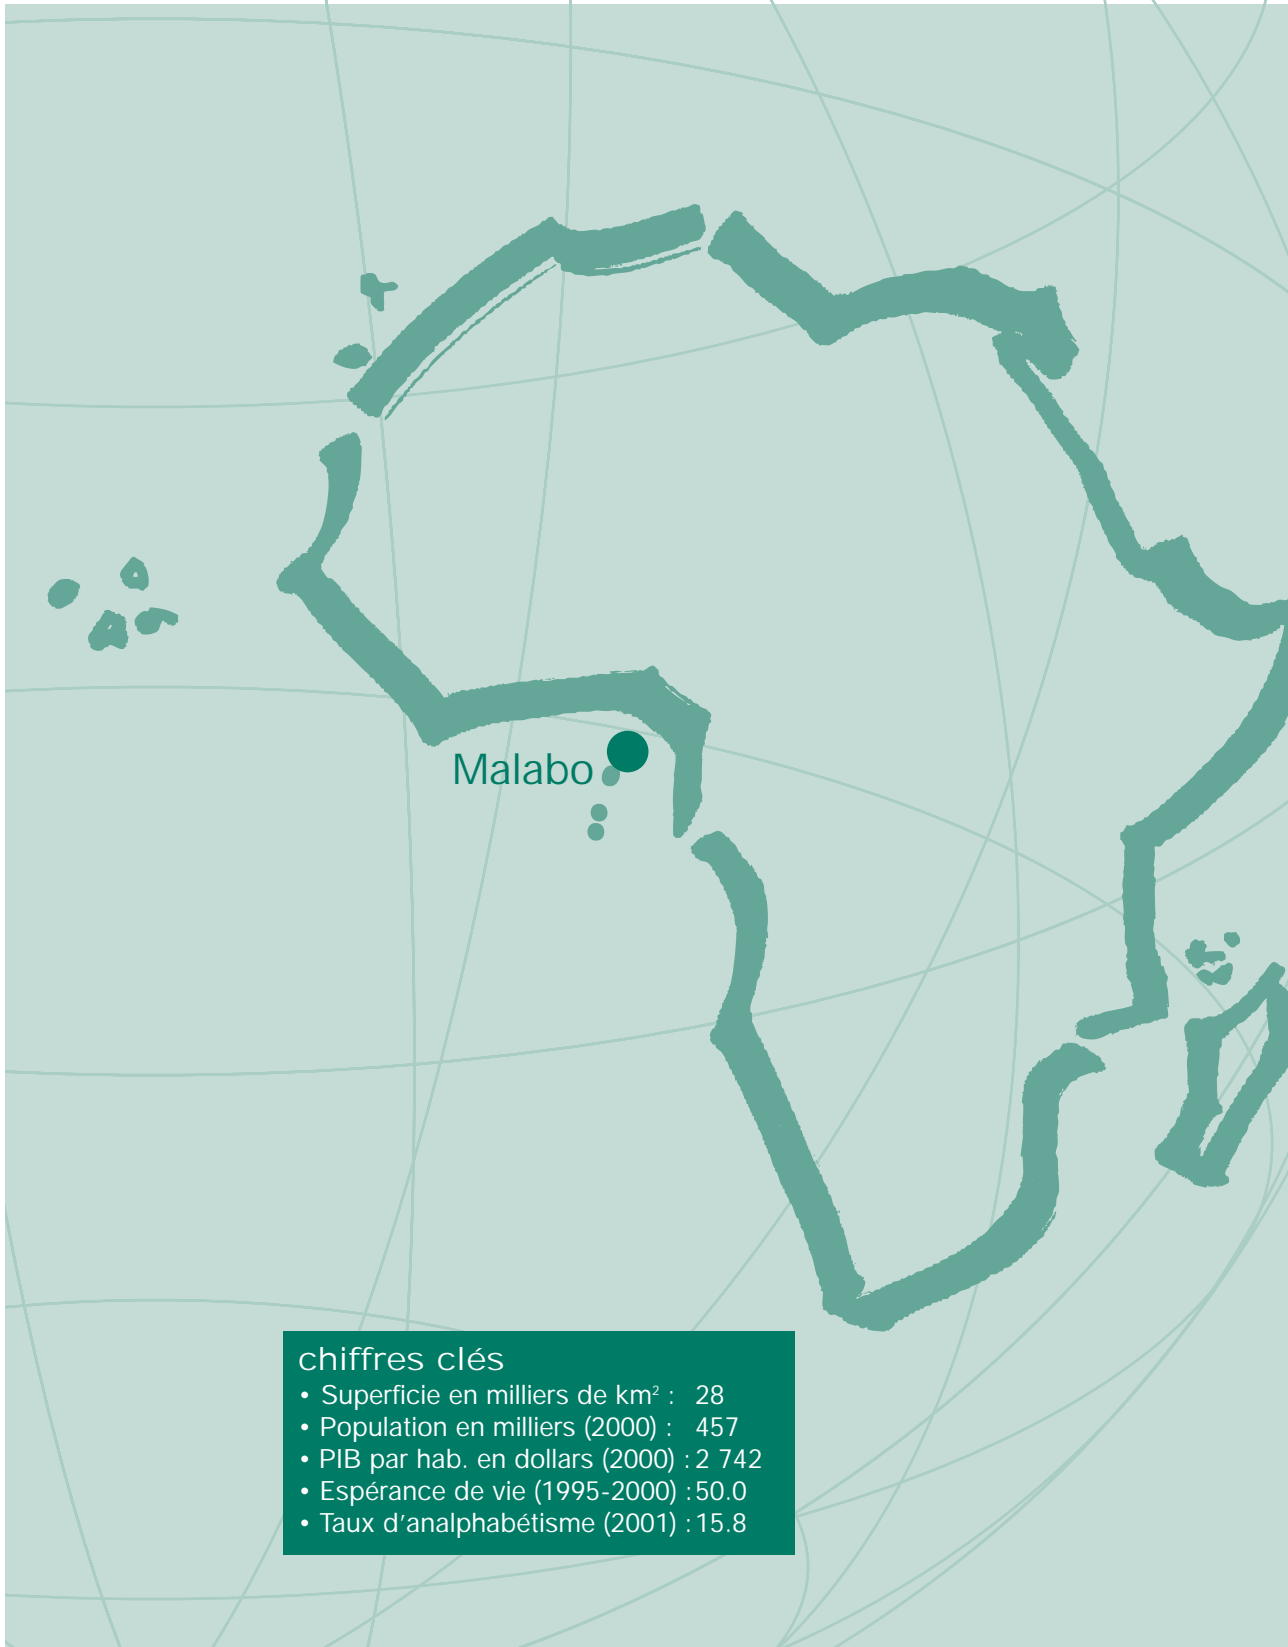 Malabo
chiffres clés
• Superficie en milliers de km² : 28
• Population en milliers (2000) : 457
• PIB par hab. en dollars (2000) : 2 742
• Espérance de vie (1995-2000) : 50.0
• Taux d'analphabétisme (2001) : 15.8